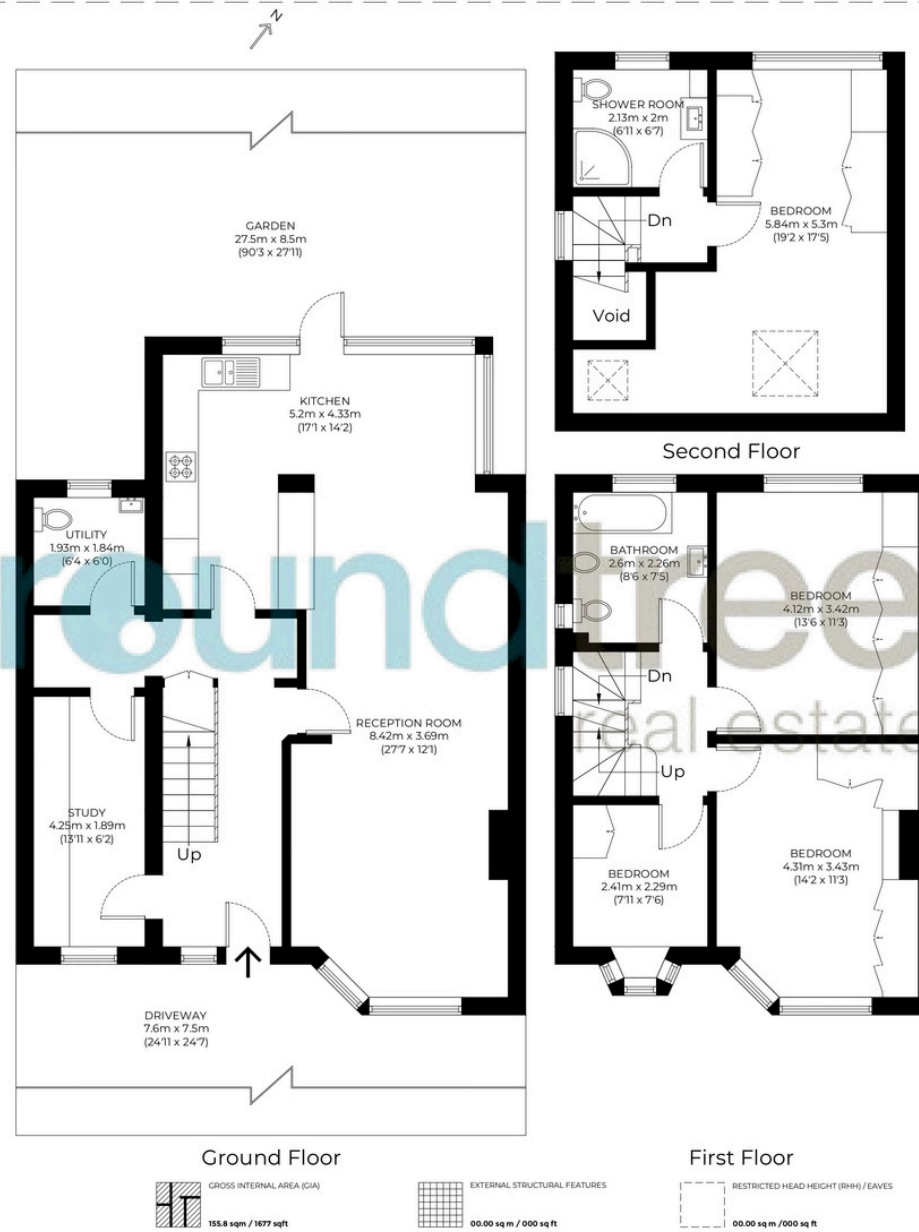 N
GARDEN
27.5m x 8.5m
(90'3 x 27'11)
KITCHEN
5.2m x 4.33m
(17'1 x 14'2)
UTILITY
1.93m x 1.84m
(6'4 x 6'0)
RECEPTION ROOM
8.42m x 3.69m
(27'7 x 12'1)
STUDY
4.25m x 1.89m
(13'11 x 6'2)
Up
DRIVEWAY
7.6m x 7.5m
(24'11 x 24'7)
Ground Floor
SHOWER ROOM
2.13m x 2m
(6'11 x 6'7)
Dn
BEDROOM
5.84m x 5.3m
(19'2 x 17'5)
Void
Second Floor
BATHROOM
2.6m x 2.26m
(8'6 x 7'5)
BEDROOM
4.12m x 3.42m
(13'6 x 11'3)
Dn
Up
BEDROOM
2.41m x 2.29m
(7'11 x 7'6)
BEDROOM
4.31m x 3.43m
(14'2 x 11'3)
First Floor
roundtree
real estate
GROSS INTERNAL AREA (GIA)
155.8 sqm / 1677 sqft
EXTERNAL STRUCTURAL FEATURES
00.00 sq m / 000 sq ft
RESTRICTED HEAD HEIGHT (RHH) / EAVES
00.00 sq m /000 sq ft